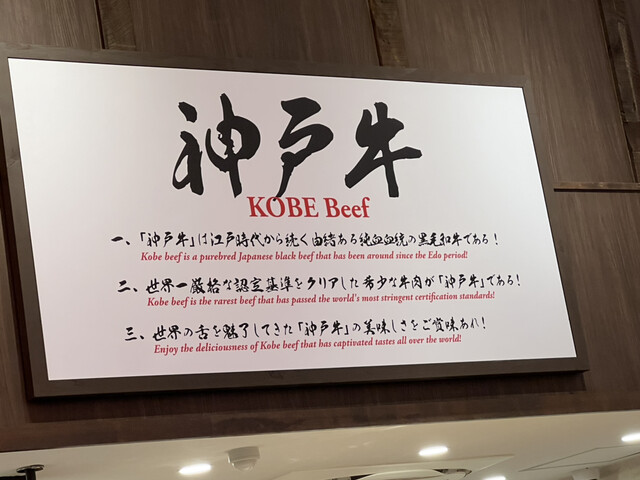 神戸牛
KOBE Beef
一、「神戸牛」は江戸時代から続く由緒ある純血血統の黒毛和牛である！
Kobe beef is a purebred Japanese black beef that has been around since the Edo period!
二、世界一厳格な認定基準をクリアした希少な牛肉が「神戸牛」である！
Kobe beef is the rarest beef that has passed the world's most stringent certification standards!
三、世界の舌を魅了してきた「神戸牛」の美味しさをご賞味あれ！
Enjoy the deliciousness of Kobe beef that has captivated tastes all over the world!